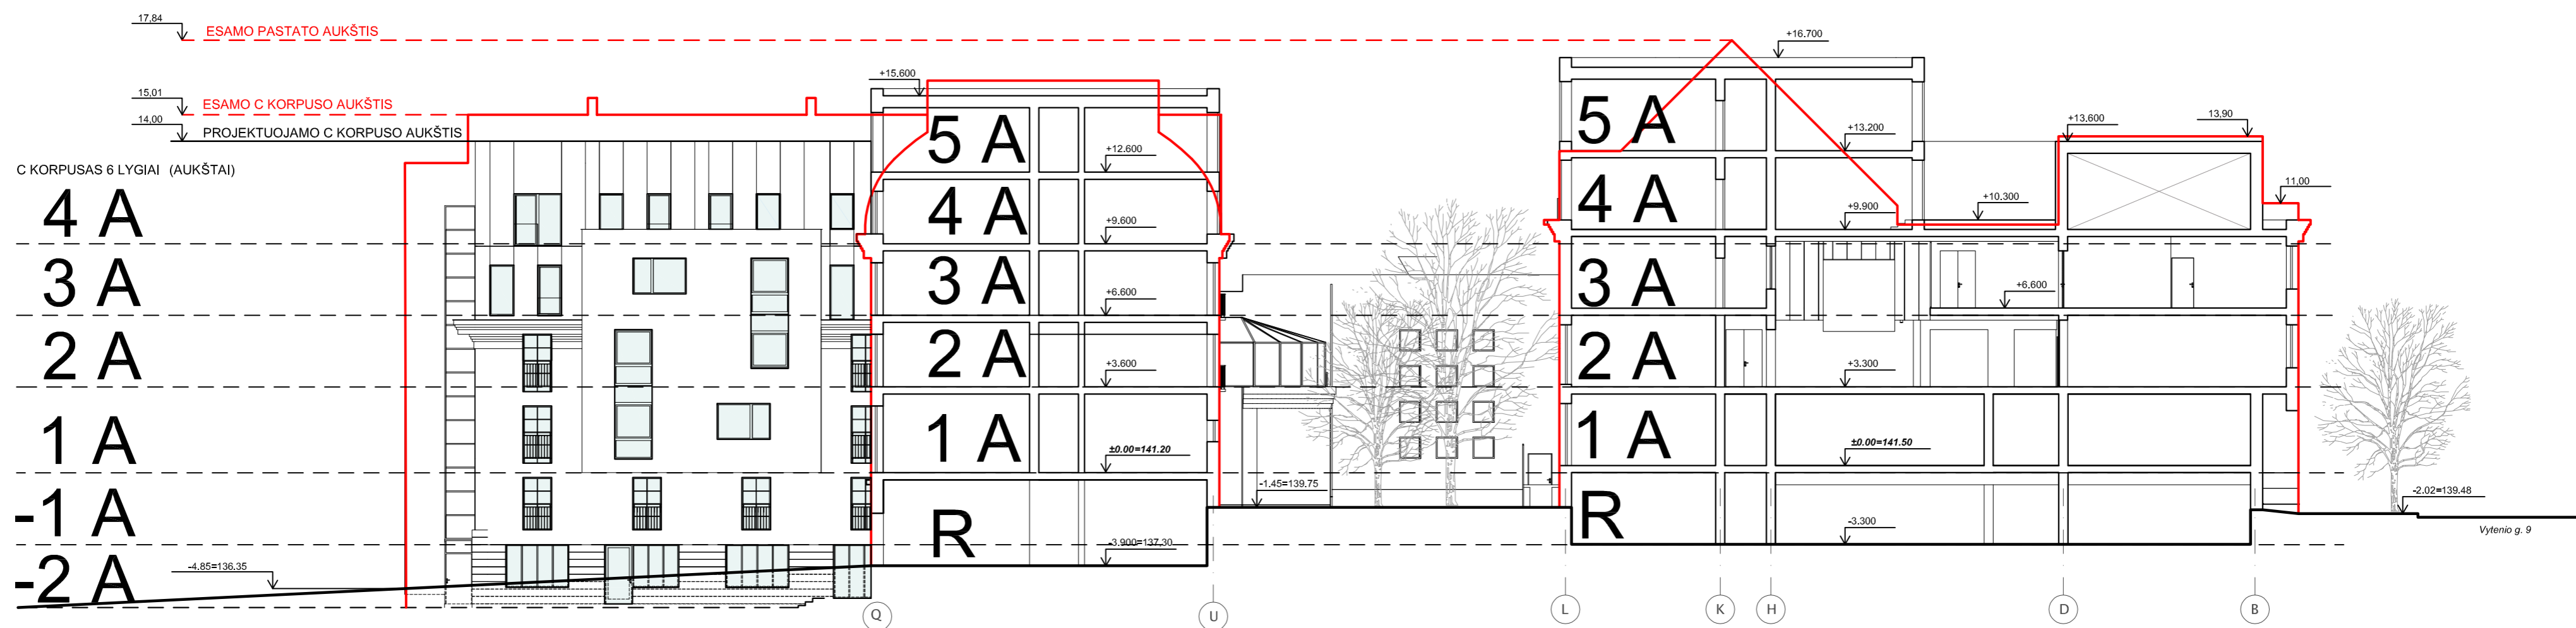 17,84
ESAMO PASTATO AUKŠTIS
+16.700
+15.600
15,01
ESAMO C KORPUSO AUKŠTIS
14,00
PROJEKTUOJAMO C KORPUSO AUKŠTIS
+13,600
13,90
5 A
5 A
+13.200
+12.600
C KORPUSAS 6 LYGIAI (AUKŠTAI)
11,00
4 A
4 A
4 A
+10.300
+9.900
+9.600
3 A
3 A
3 A
+6.600
+6,600
2 A
2 A
2 A
+3.600
+3.300
1 A
1 A
1 A
±0.00=141.20
±0.00=141.50
-1.45=139.75
-2.02=139.48
-1 A
R
R
-3.300
Vytenio g. 9
-3.900=137,30
-2 A
-4.85=136.35
Q
U
L
K
H
D
B